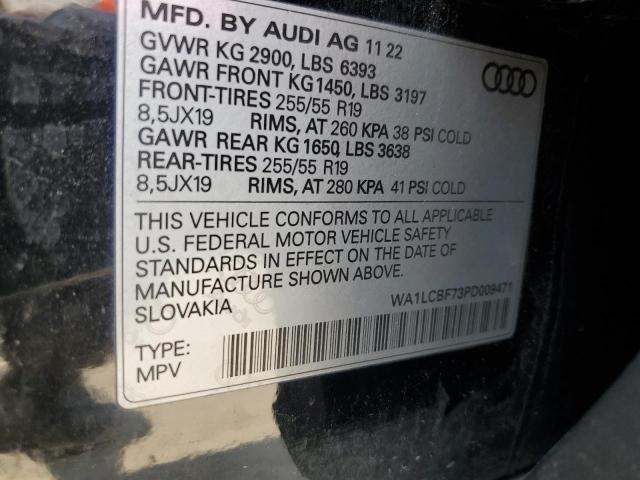 MFD. BY AUDI AG 11 22
GVWR KG 2900, LBS 6393
GAWR FRONT KG 1450, LBS 3197
FRONT-TIRES 255/55 R19
8,5JX19 RIMS, AT 260 KPA 38 PSI COLD
GAWR REAR KG 1650, LBS 3638
REAR-TIRES 255/55 R19
8,5JX19 RIMS, AT 280 KPA 41 PSI COLD
THIS VEHICLE CONFORMS TO ALL APPLICABLE
U.S. FEDERAL MOTOR VEHICLE SAFETY
STANDARDS IN EFFECT ON THE DATE OF
MANUFACTURE SHOWN ABOVE.
SLOVAKIA
WA1LCBF73PD009471
TYPE:
MPV